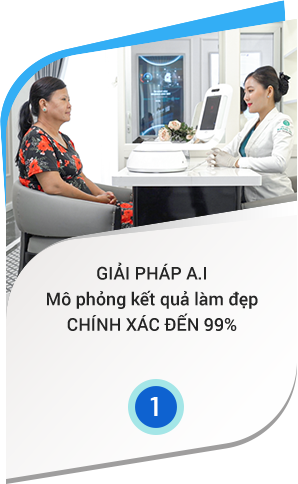 GIẢI PHÁP A.I
Mô phỏng kết quả làm đẹp
CHÍNH XÁC ĐẾN 99%
1